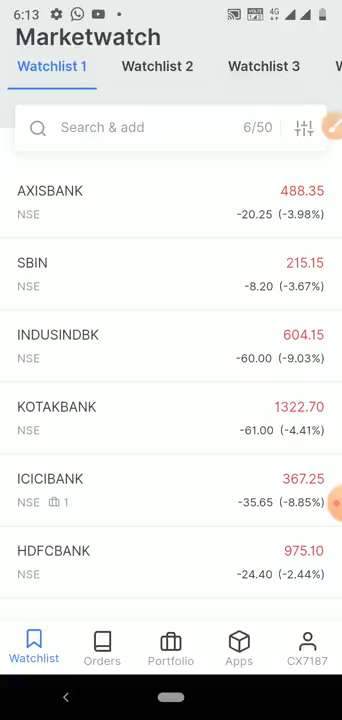 6:13
4G
Marketwatch
Watchlist 1 Watchlist 2 Watchlist 3 W
Search & add 6/50
AXISBANK 488.35
NSE -20.25 (-3.98%)
SBIN 215.15
NSE -8.20 (-3.67%)
INDUSINDBK 604.15
NSE -60.00 (-9.03%)
KOTAKBANK 1322.70
NSE -61.00 (-4.41%)
ICICIBANK 367.25
NSE 1 -35.65 (-8.85%)
HDFCBANK 975.10
NSE -24.40 (-2.44%)
Watchlist Orders Portfolio Apps CX7187